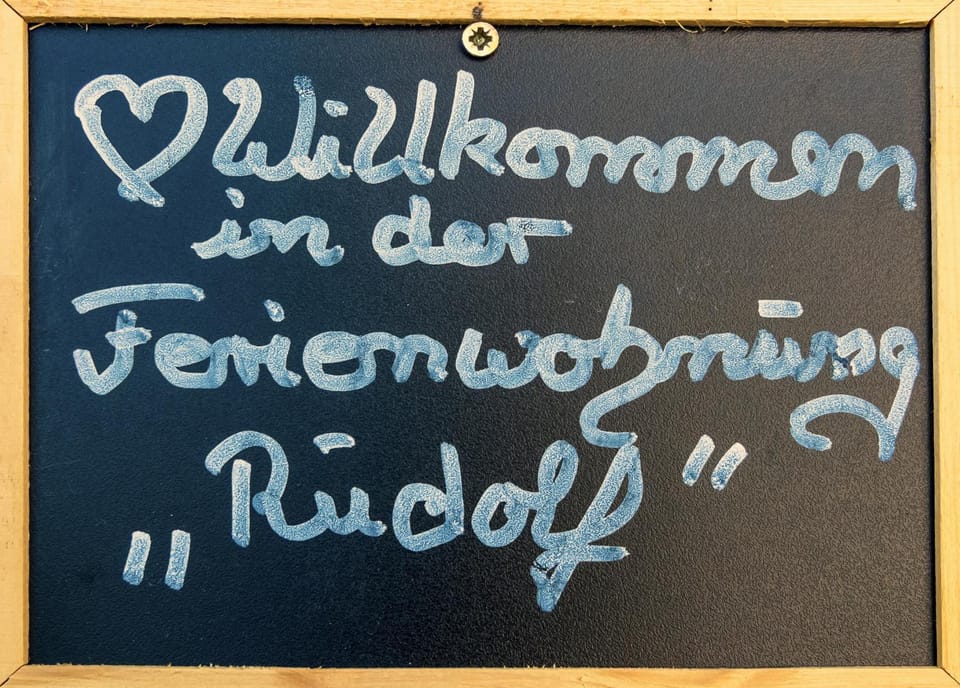 ♡ Willkommen
in der
Ferienwohnung
„Rudolf"